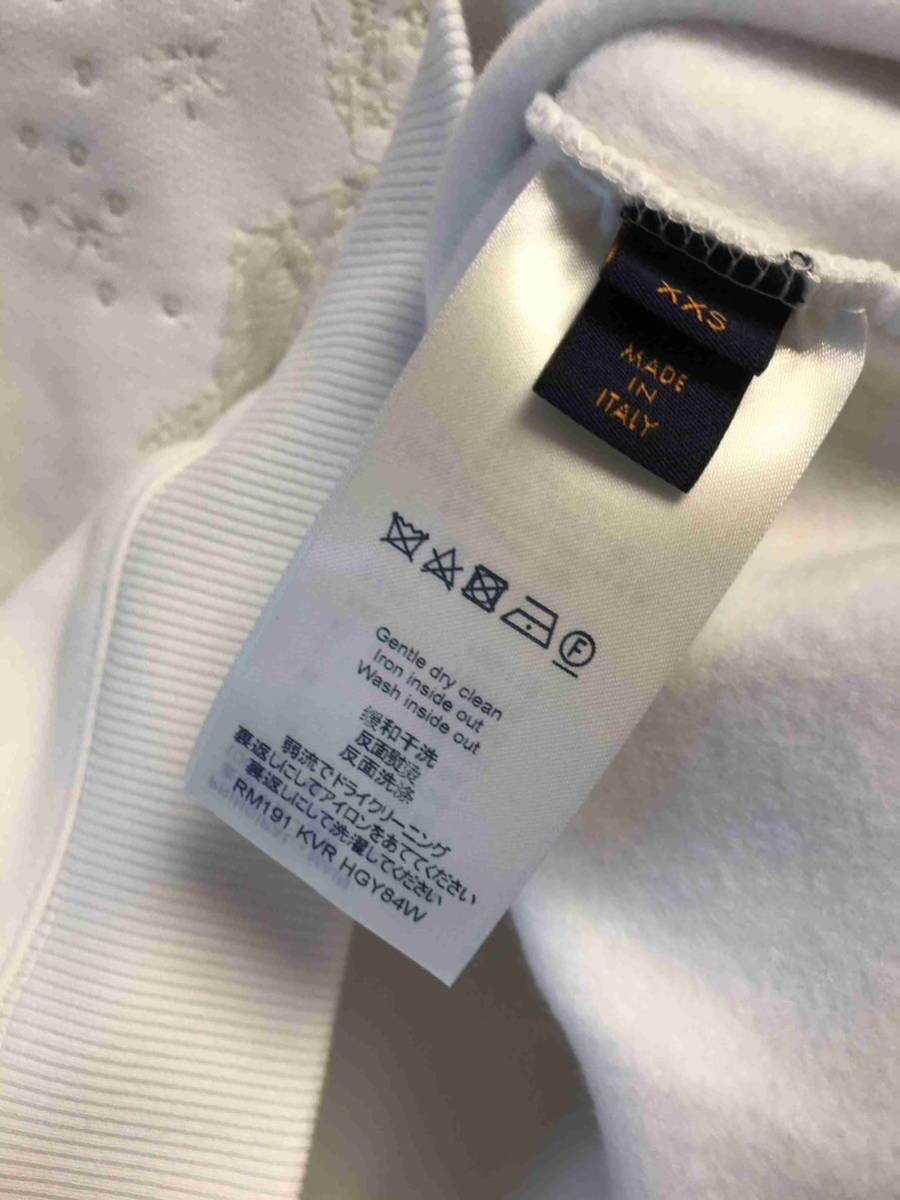 XXS
MADE
IN
ITALY
F
Gentle dry clean
Iron inside out
Wash inside out
缓和干洗
反面熨烫
反面洗涤
弱流でドライクリーニング
裏返しにしてアイロンをあててください
裏返しにして洗濯してください
RM191 KVR HGY84W